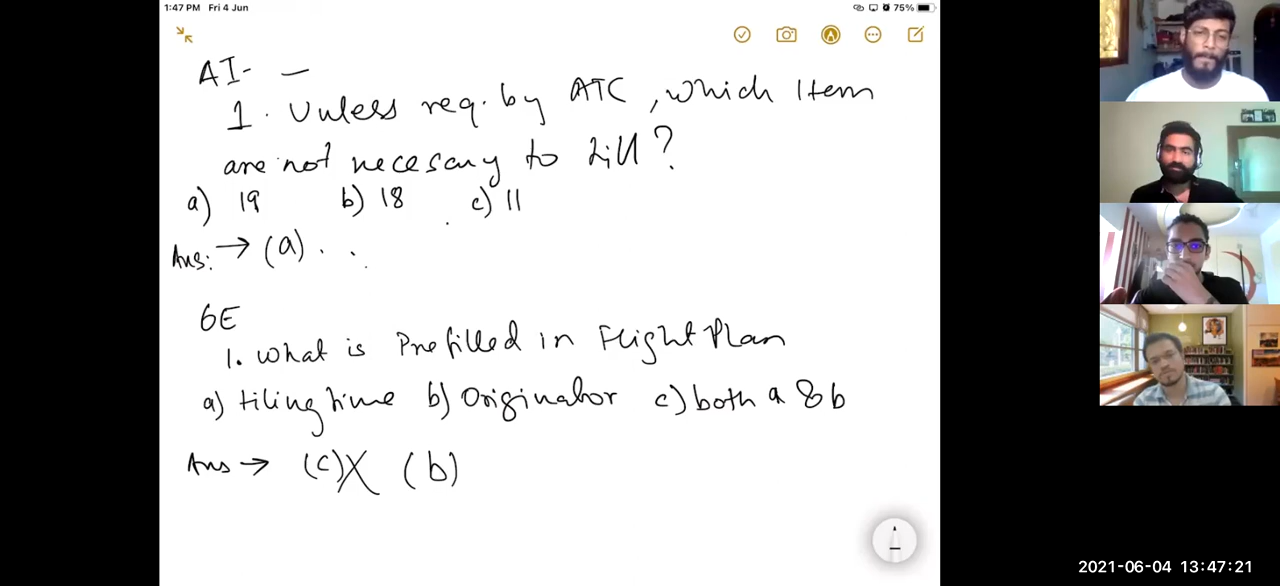 1:47 PM Fri 4 Jun
75%
AI- —
1. Unless req. by ATC, which Item
are not necesary to fill?
a) 19 b) 18 c) 11
Ans: → (a) . .
6E
1. What is Prefilled in Flight Plan
a) filing time b) Originator c) both a & b
Ans → (c)X (b)
2021-06-04 13:47:21